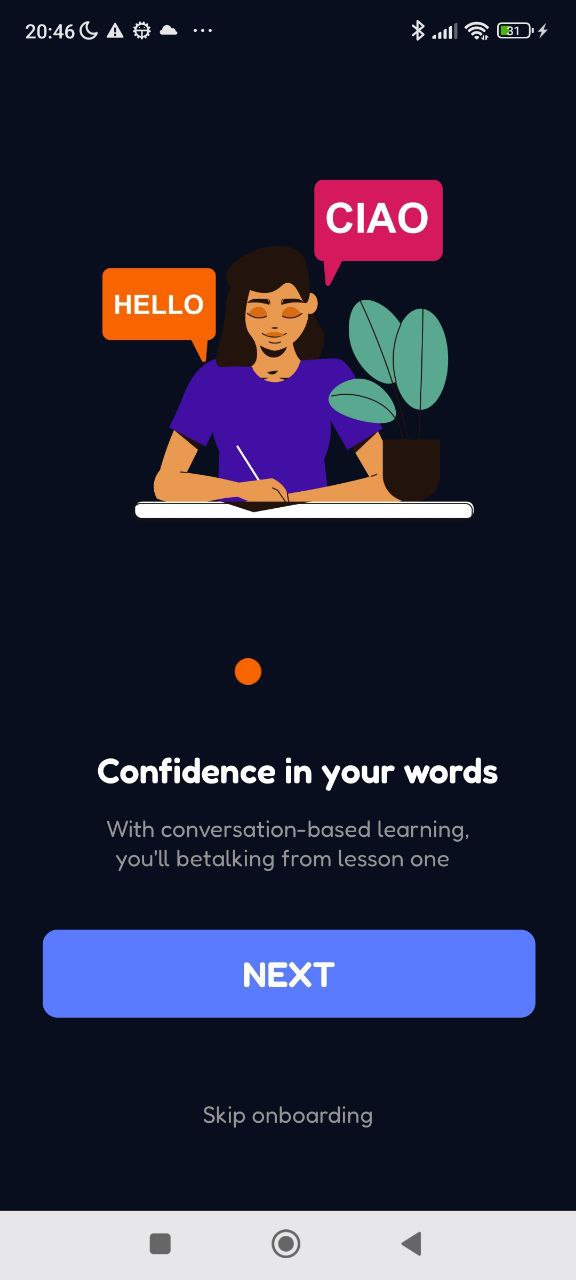 20:46
31
CIAO
HELLO
Confidence in your words
With conversation-based learning,
you'll betalking from lesson one
NEXT
Skip onboarding